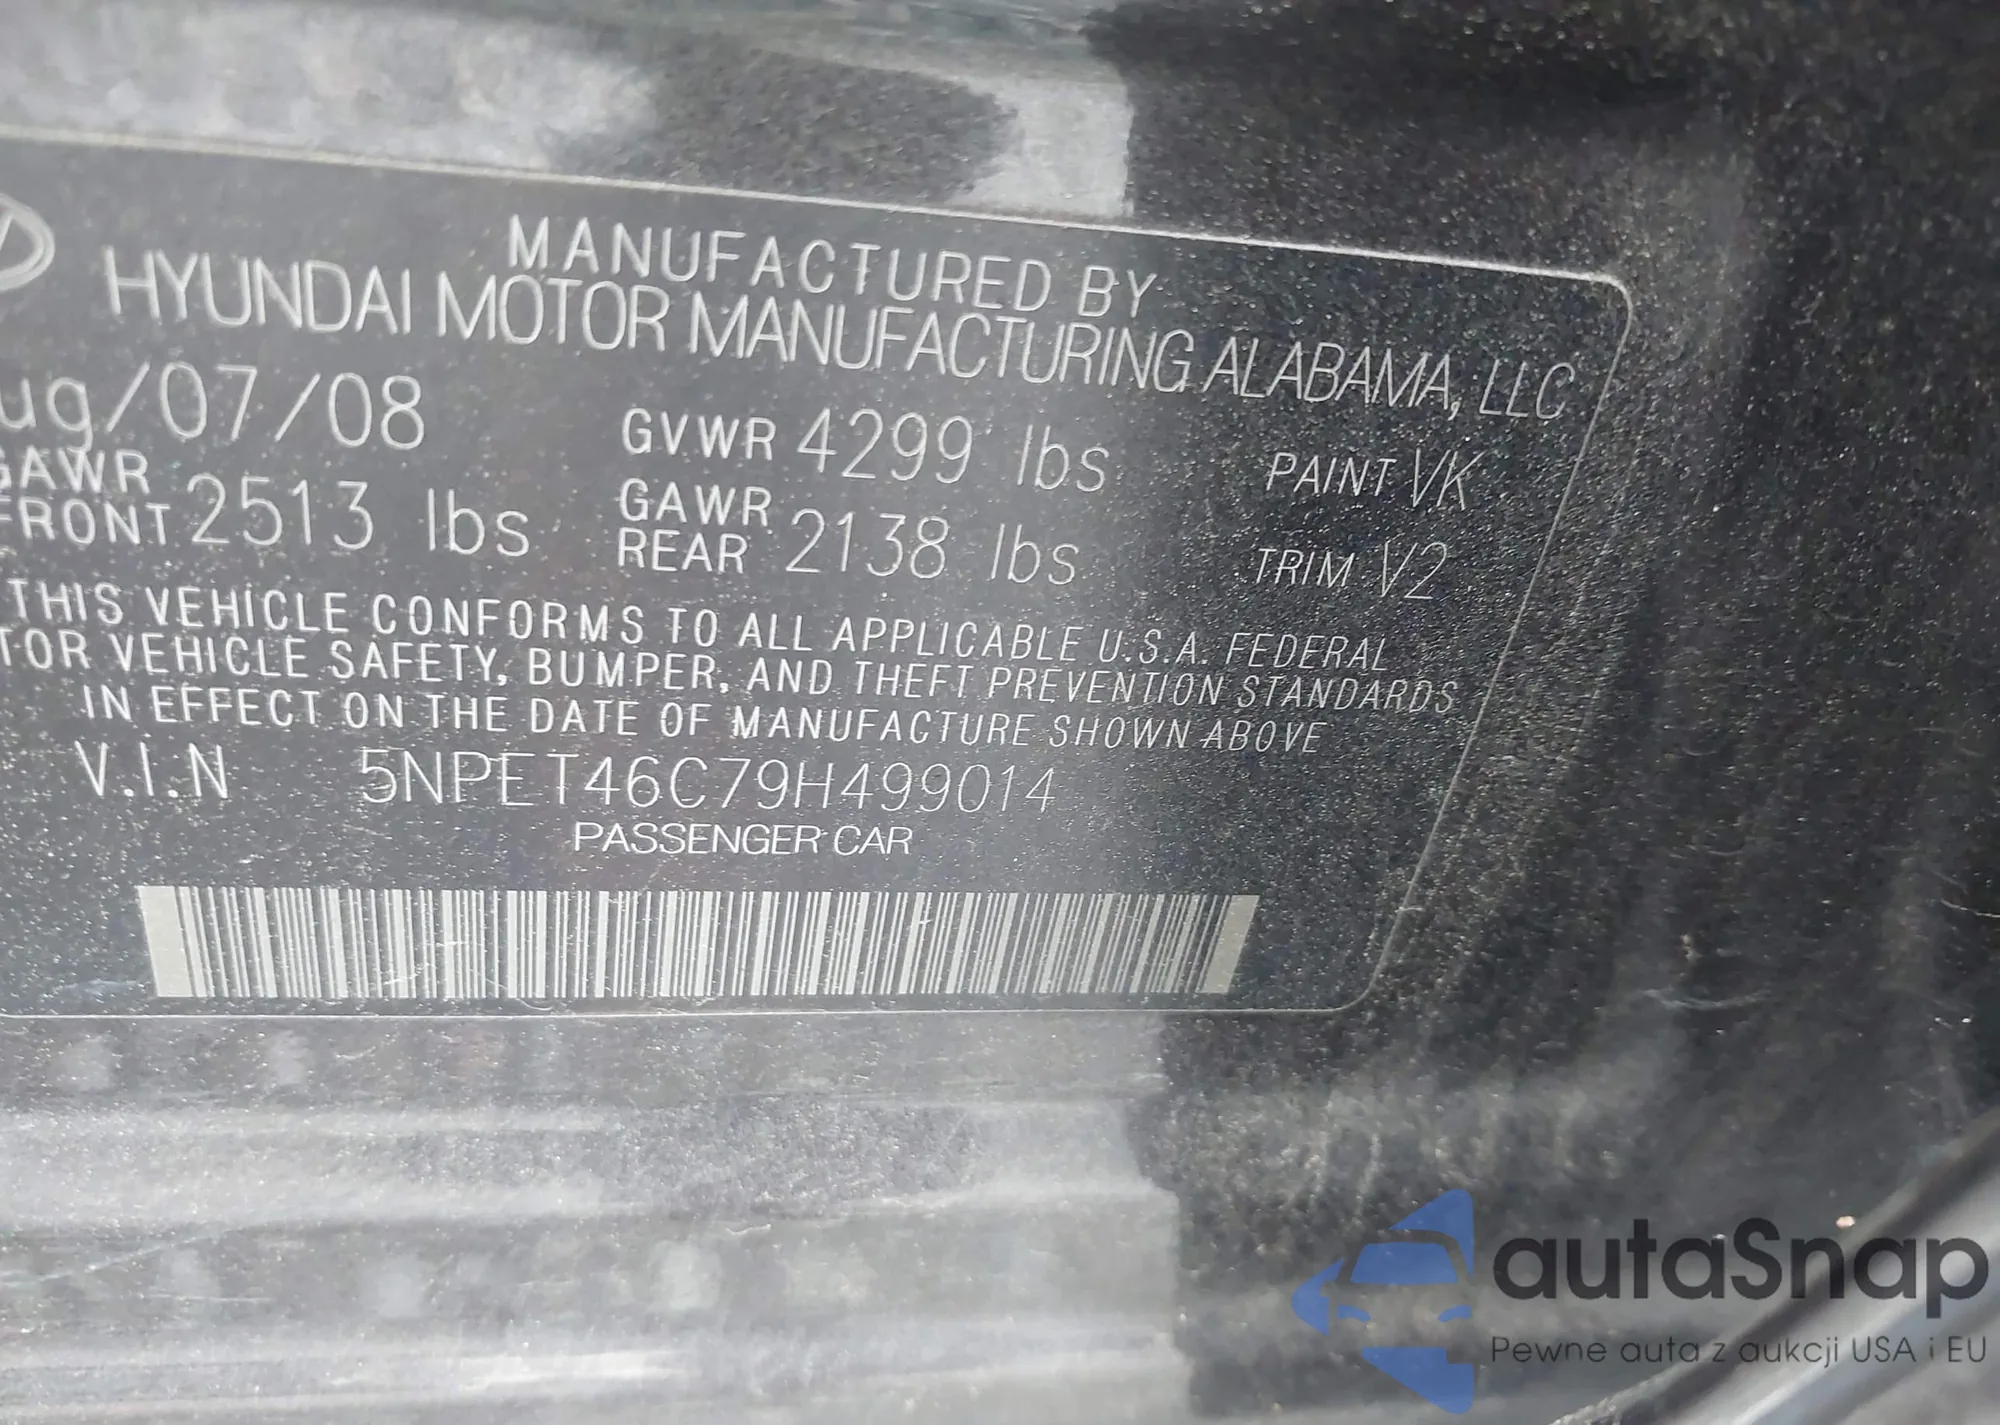 MANUFACTURED BY
HYUNDAI MOTOR MANUFACTURING ALABAMA, LLC
ug/07/08 GVWR 4299 lbs PAINT VK
GAWR FRONT 2513 lbs GAWR REAR 2138 lbs TRIM V2
THIS VEHICLE CONFORMS TO ALL APPLICABLE U.S.A. FEDERAL
TOR VEHICLE SAFETY, BUMPER, AND THEFT PREVENTION STANDARDS
IN EFFECT ON THE DATE OF MANUFACTURE SHOWN ABOVE
V.I.N 5NPET46C79H499014
PASSENGER CAR
autaSnap
Pewne auta z aukcji USA i EU